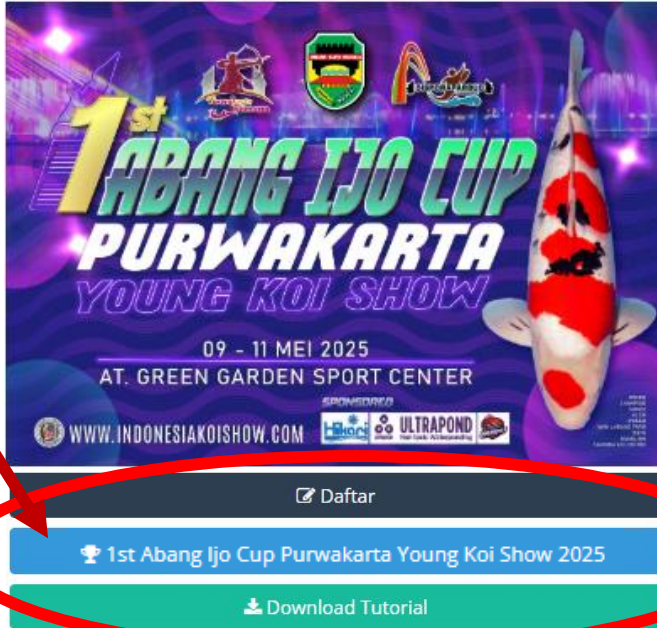 1st
ABANG IJO CUP
PURWAKARTA
YOUNG KOI SHOW
09 - 11 MEI 2025
AT. GREEN GARDEN SPORT CENTER
SPONSORED
WWW.INDONESIAKOISHOW.COM
Hikari
ULTRAPOND
Daftar
1st Abang Ijo Cup Purwakarta Young Koi Show 2025
Download Tutorial